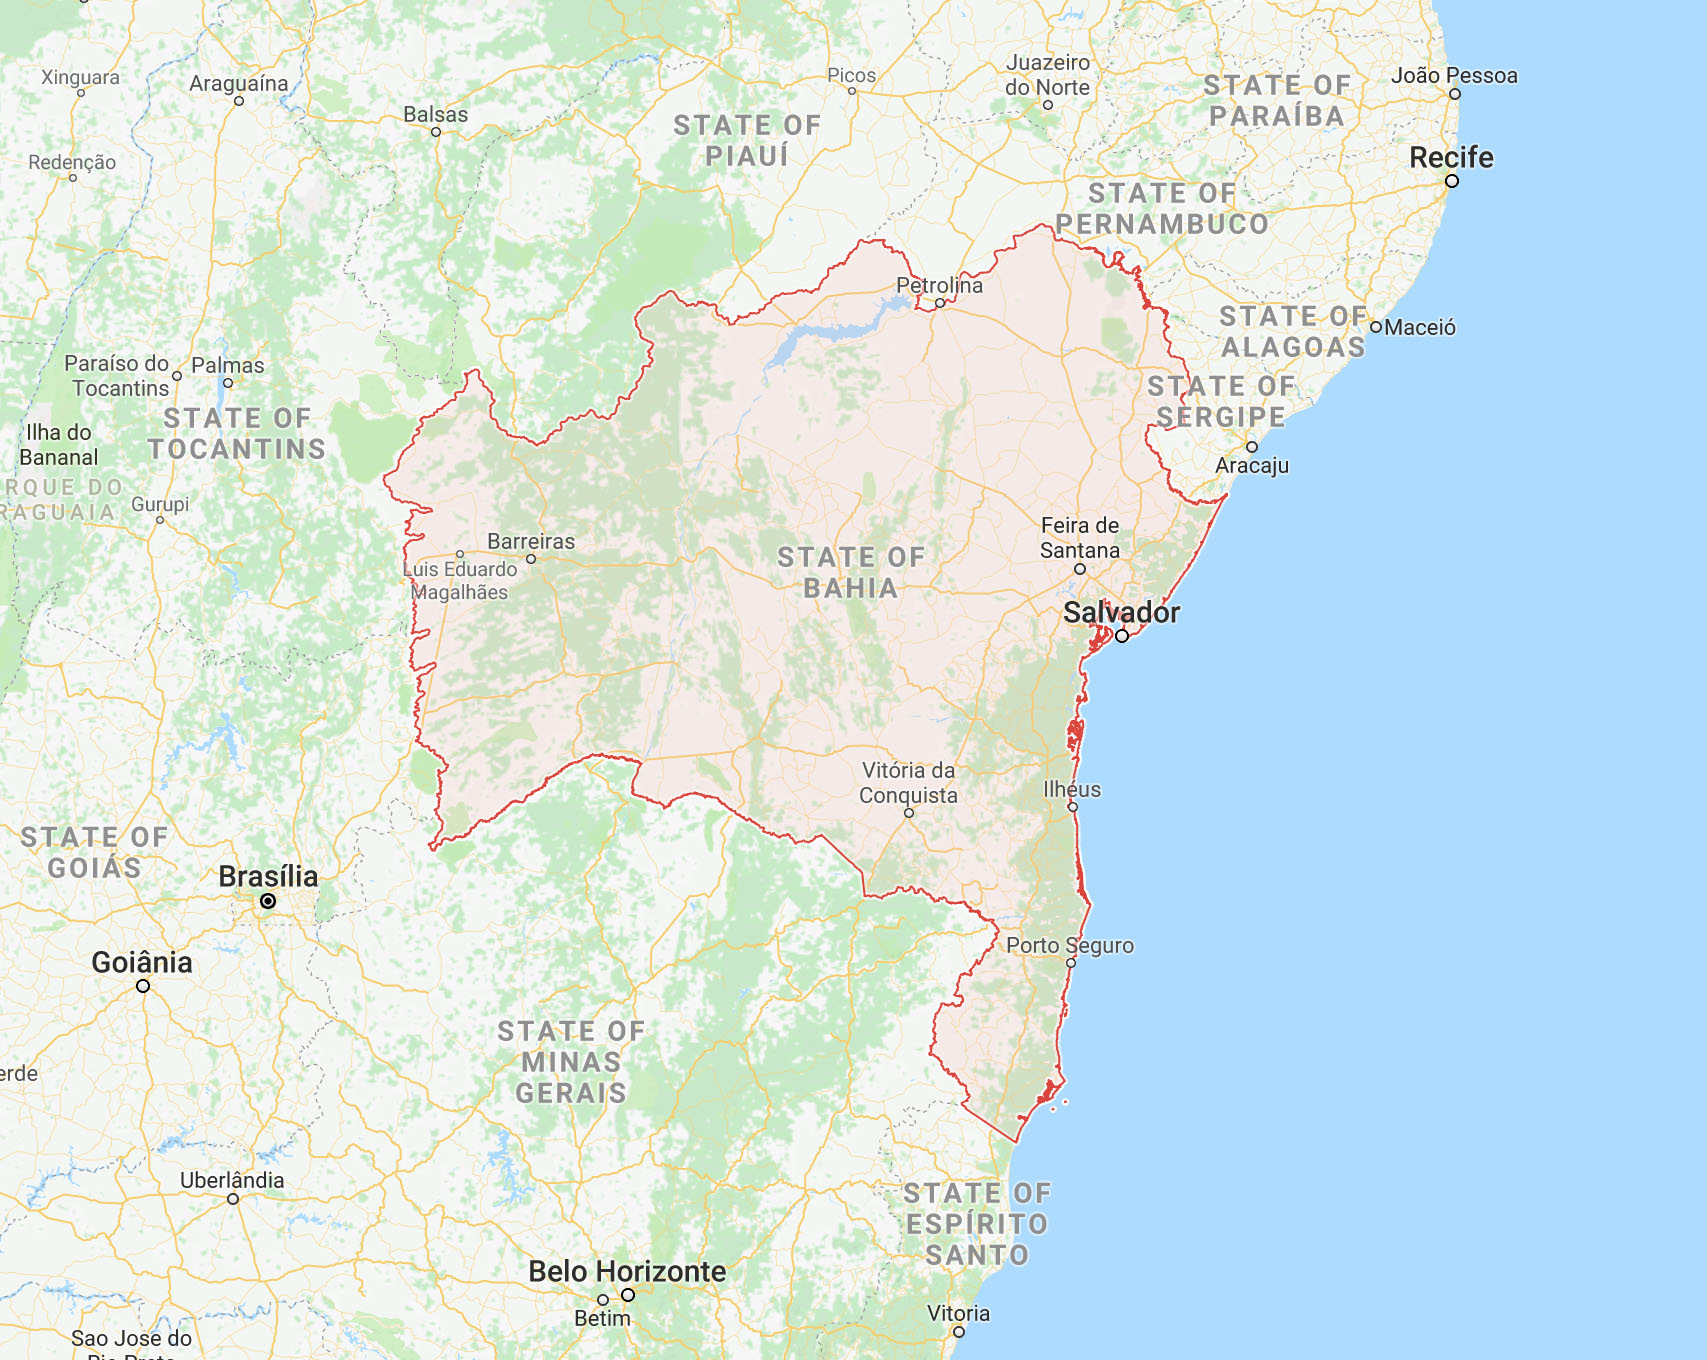 Xinguara
Araguaína
Balsas
Picos
Juazeiro
do Norte
STATE OF
PARAÍBA
João Pessoa
Redenção
STATE OF
PIAUÍ
Recife
STATE OF
PERNAMBUCO
Petrolina
STATE OF
ALAGOAS
Maceió
Paraíso do
Tocantins
Palmas
STATE OF
TOCANTINS
STATE OF
SERGIPE
Ilha do
Bananal
Aracaju
RQUE DO
RAGUAIA
Gurupi
Barreiras
Luis Eduardo
Magalhães
STATE OF
BAHIA
Feira de
Santana
Salvador
Vitória da
Conquista
Ilhéus
STATE OF
GOIÁS
Brasília
Goiânia
Porto Seguro
STATE OF
MINAS
GERAIS
erde
Uberlândia
STATE OF
ESPÍRITO
SANTO
Belo Horizonte
Betim
Vitoria
Sao Jose do
Rio Preto